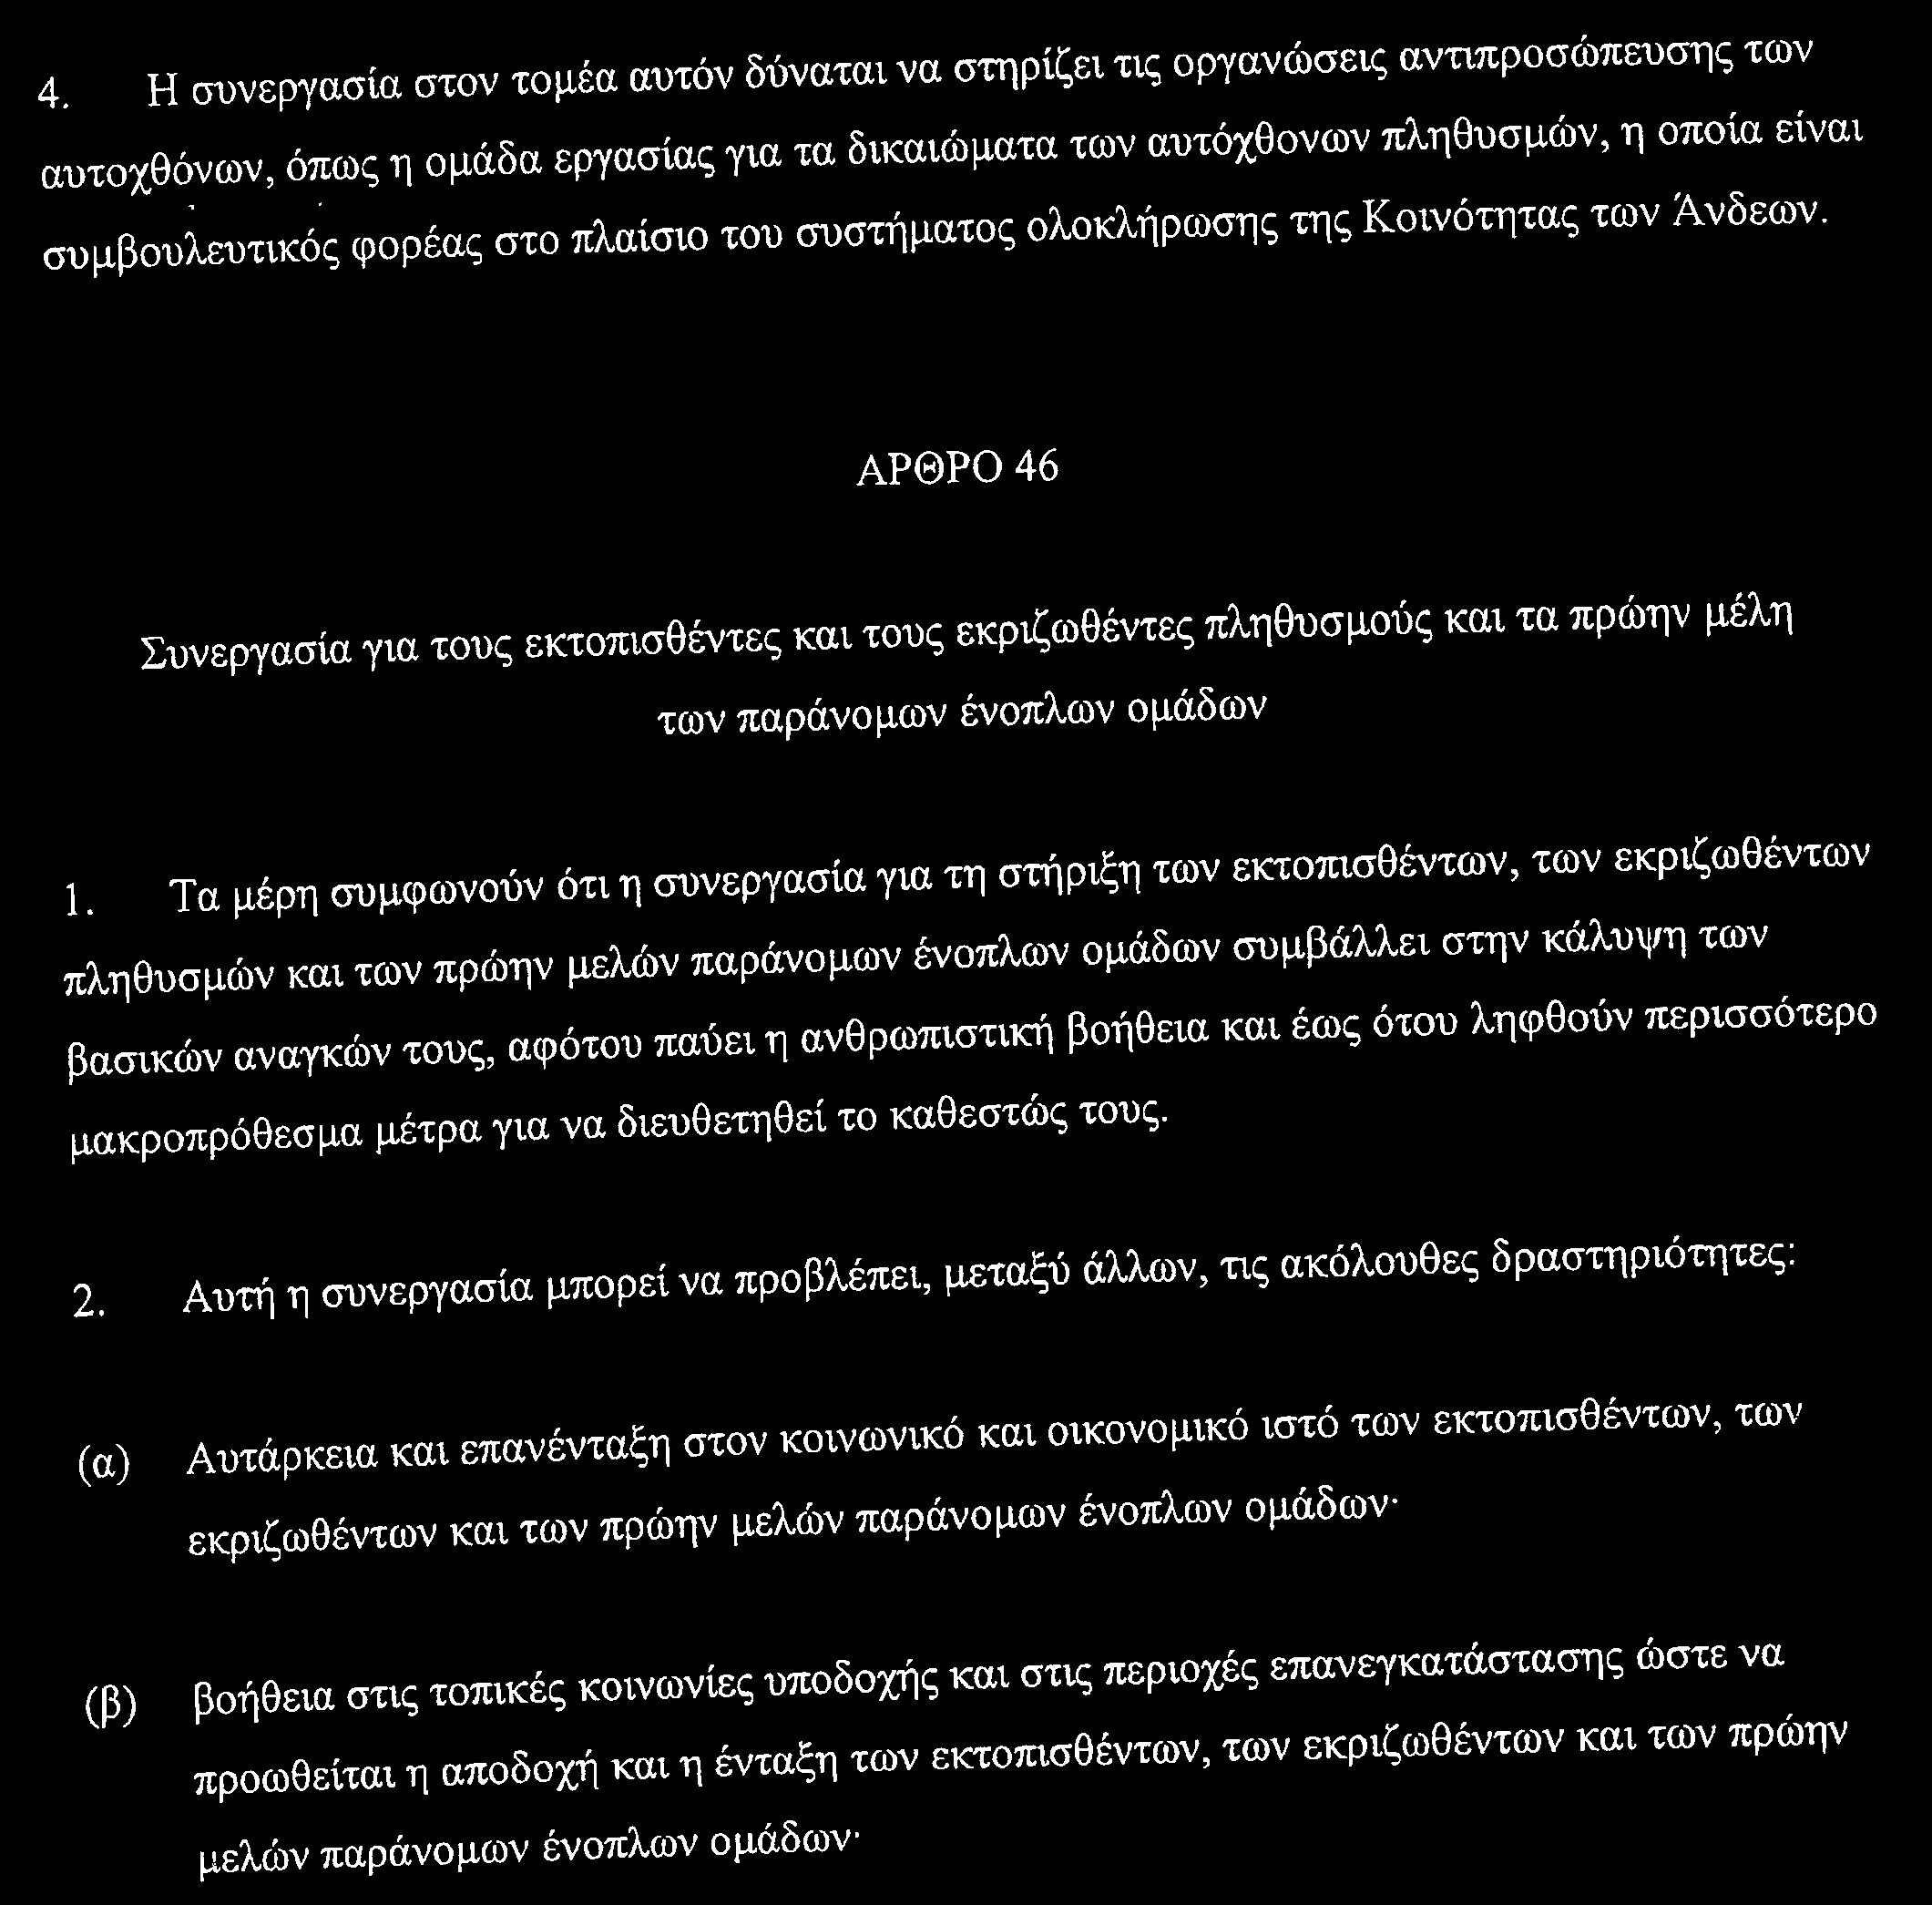 4. Η συνεργασία στον τομέα αυτόν δύναται να στηρίζει τις οργανώσεις αντιπροσώπευσης των
αυτοχθόνων, όπως η ομάδα εργασίας για τα δικαιώματα των αυτόχθονων πληθυσμών, η οποία είναι
συμβουλευτικός φορέας στο πλαίσιο του συστήματος ολοκλήρωσης της Κοινότητας των Άνδεων.
ΑΡΘΡΟ 46
Συνεργασία για τους εκτοπισθέντες και τους εκριζωθέντες πληθυσμούς και τα πρώην μέλη
των παράνομων ένοπλων ομάδων
1. Τα μέρη συμφωνούν ότι η συνεργασία για τη στήριξη των εκτοπισθέντων, των εκριζωθέντων
πληθυσμών και των πρώην μελών παράνομων ένοπλων ομάδων συμβάλλει στην κάλυψη των
βασικών αναγκών τους, αφότου παύει η ανθρωπιστική βοήθεια και έως ότου ληφθούν περισσότερο
μακροπρόθεσμα μέτρα για να διευθετηθεί το καθεστώς τους.
2. Αυτή η συνεργασία μπορεί να προβλέπει, μεταξύ άλλων, τις ακόλουθες δραστηριότητες:
(α) Αυτάρκεια και επανένταξη στον κοινωνικό και οικονομικό ιστό των εκτοπισθέντων, των
εκριζωθέντων και των πρώην μελών παράνομων ένοπλων ομάδων·
(β) βοήθεια στις τοπικές κοινωνίες υποδοχής και στις περιοχές επανεγκατάστασης ώστε να
προωθείται η αποδοχή και η ένταξη των εκτοπισθέντων, των εκριζωθέντων και των πρώην
μελών παράνομων ένοπλων ομάδων·